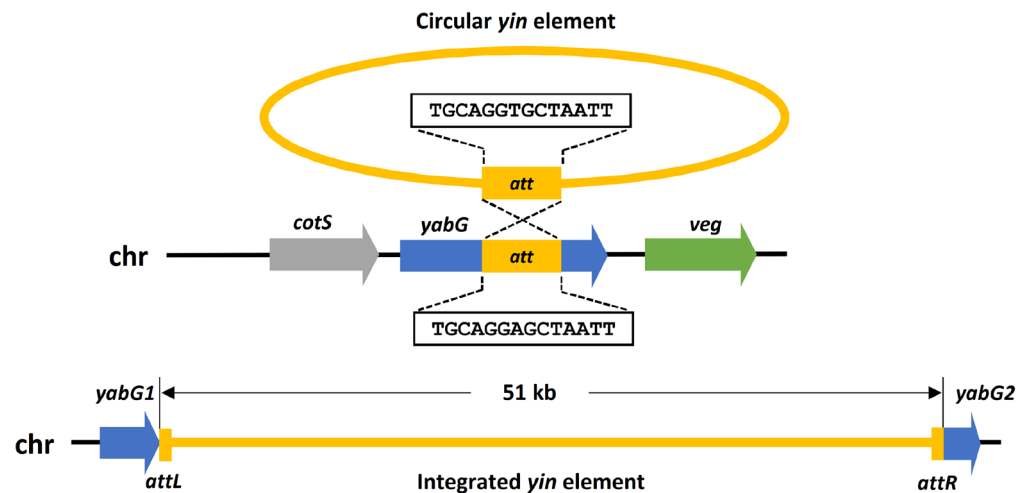 Circular yin element
TGCAGGTGCTAATT
att
cotS yabG veg
chr att
TGCAGGAGCTAATT
yabG1 51 kb yabG2
chr
attL Integrated yin element attR